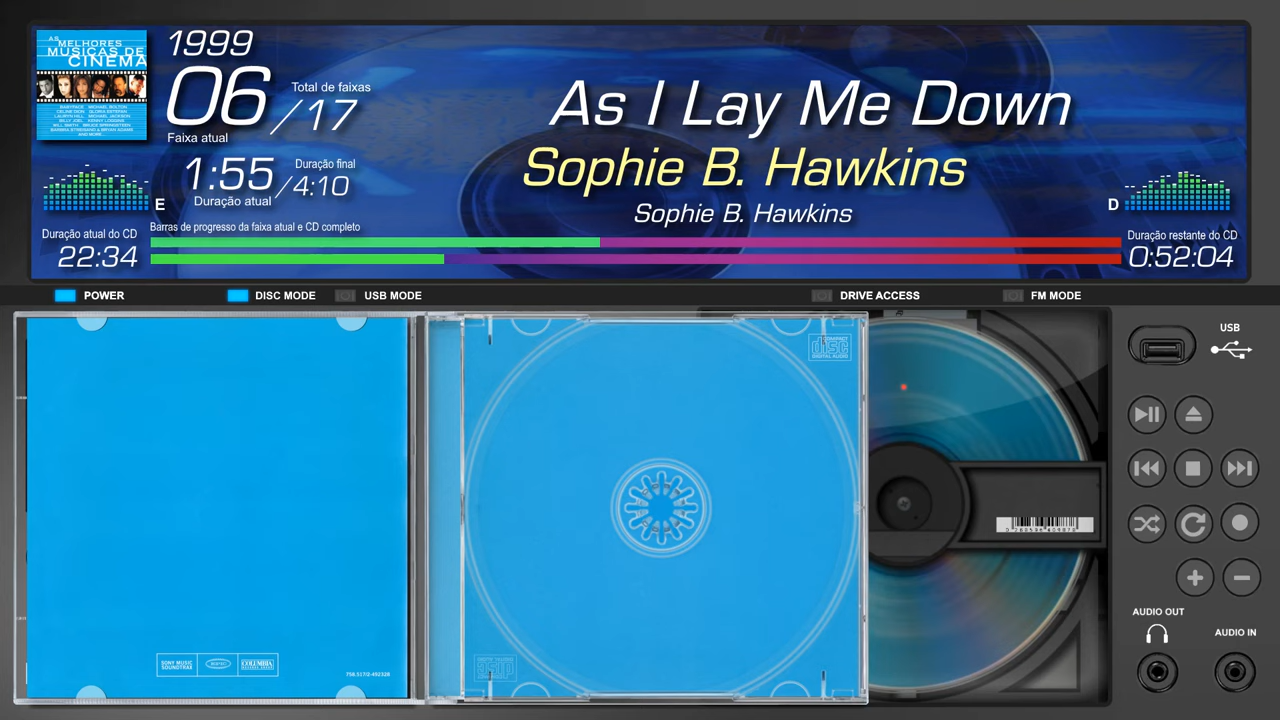 AS
MELHORES
MUSICAS DE
CINEMA
1999
06
Total de faixas
/17
Faixa atual
1:55
Duração final
/4:10
Duração atual
As I Lay Me Down
Sophie B. Hawkins
Sophie B. Hawkins
E
D
Duração atual do CD
22:34
Barras de progresso da faixa atual e CD completo
Duração restante do CD
0:52:04
POWER
DISC MODE
USB MODE
DRIVE ACCESS
FM MODE
COMPACT
disc
DIGITAL AUDIO
USB
SONY MUSIC
SOUNDTRAX
epic
COLUMBIA
AUDIO OUT
AUDIO IN